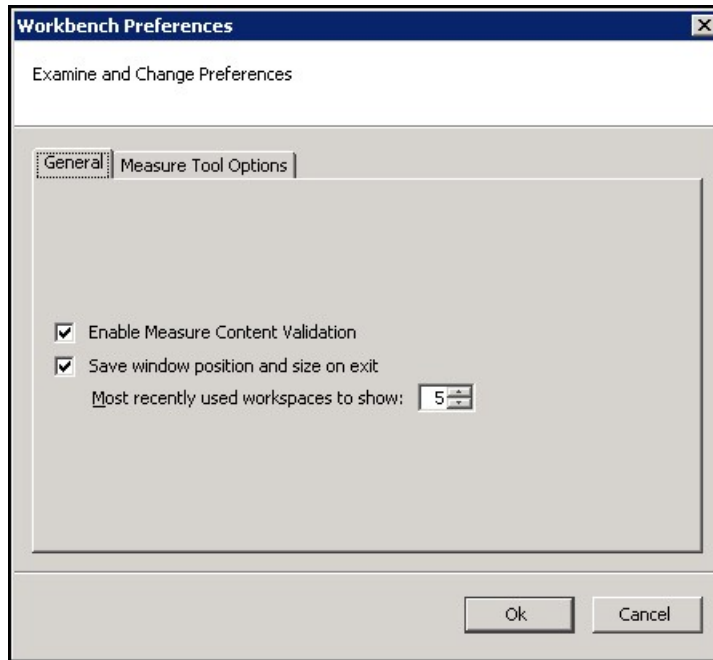 Workbench Preferences
Examine and Change Preferences
General Measure Tool Options
Enable Measure Content Validation
Save window position and size on exit
Most recently used workspaces to show: 5
Ok Cancel